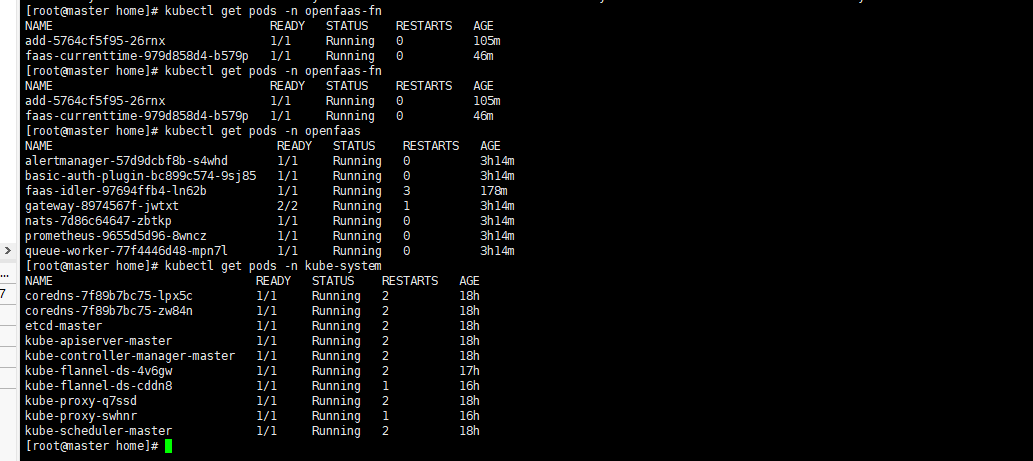 [root@master home]# kubectl get pods -n openfaas-fn
NAME READY STATUS RESTARTS AGE
add-5764cf5f95-26rnx 1/1 Running 0 105m
faas-currenttime-979d858d4-b579p 1/1 Running 0 46m
[root@master home]# kubectl get pods -n openfaas-fn
NAME READY STATUS RESTARTS AGE
add-5764cf5f95-26rnx 1/1 Running 0 105m
faas-currenttime-979d858d4-b579p 1/1 Running 0 46m
[root@master home]# kubectl get pods -n openfaas
NAME READY STATUS RESTARTS AGE
alertmanager-57d9dcbf8b-s4whd 1/1 Running 0 3h14m
basic-auth-plugin-bc899c574-9sj85 1/1 Running 0 3h14m
faas-idler-97694ffb4-ln62b 1/1 Running 3 178m
gateway-8974567f-jwtxt 2/2 Running 1 3h14m
nats-7d86c64647-zbtkp 1/1 Running 0 3h14m
prometheus-9655d5d96-8wncz 1/1 Running 0 3h14m
queue-worker-77f4446d48-mpn7l 1/1 Running 0 3h14m
[root@master home]# kubectl get pods -n kube-system
NAME READY STATUS RESTARTS AGE
coredns-7f89b7bc75-lpx5c 1/1 Running 2 18h
coredns-7f89b7bc75-zw84n 1/1 Running 2 18h
etcd-master 1/1 Running 2 18h
kube-apiserver-master 1/1 Running 2 18h
kube-controller-manager-master 1/1 Running 2 18h
kube-flannel-ds-4v6gw 1/1 Running 2 17h
kube-flannel-ds-cddn8 1/1 Running 1 16h
kube-proxy-q7ssd 1/1 Running 2 18h
kube-proxy-swhnr 1/1 Running 1 16h
kube-scheduler-master 1/1 Running 2 18h
[root@master home]#
...
7